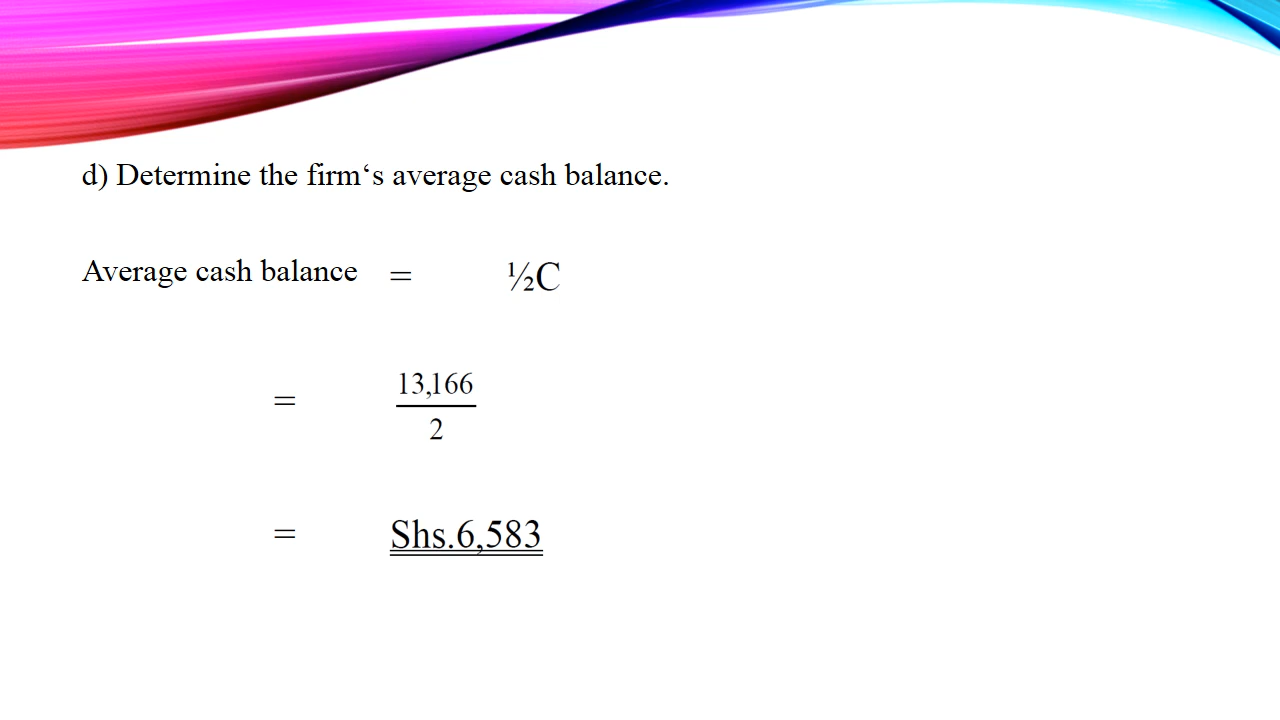 d) Determine the firm‘s average cash balance.
Average cash balance = ½C
= 13,166
2
= Shs.6,583